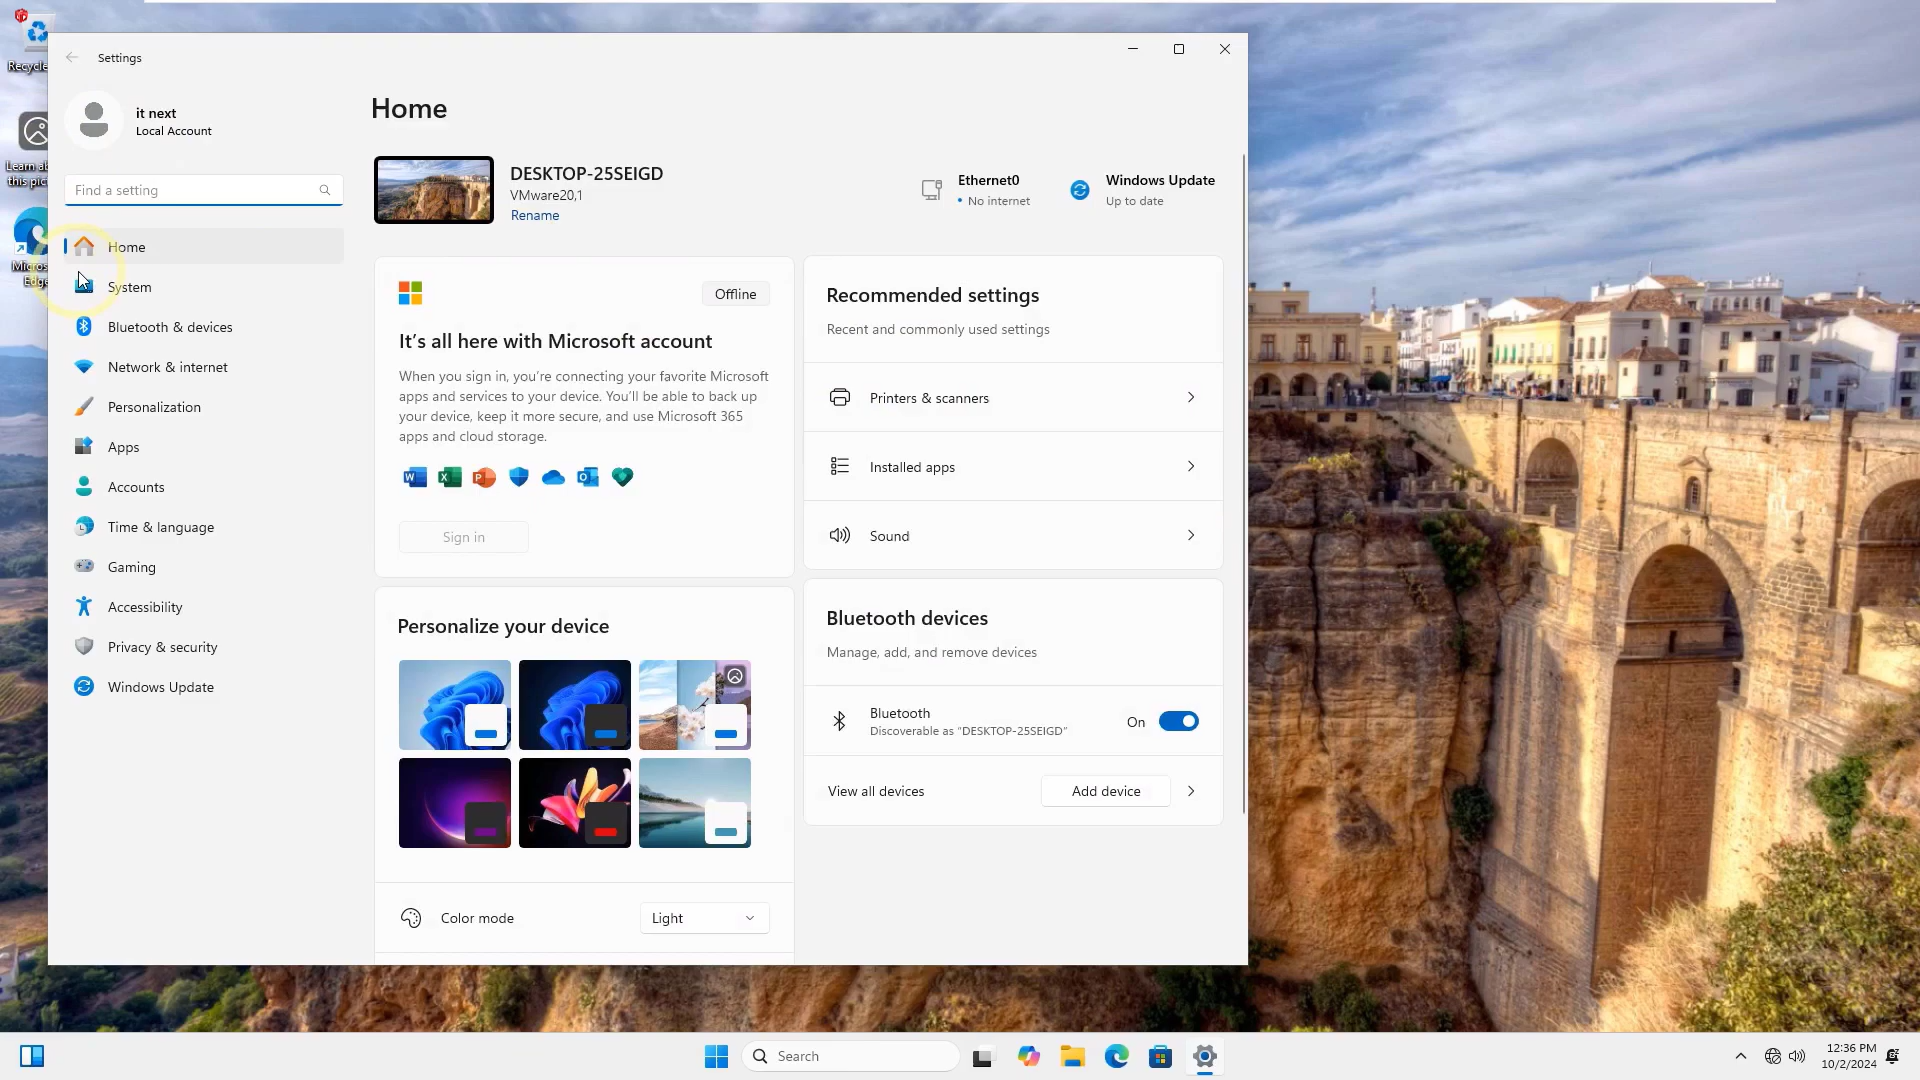 Recycle
Learn ab
this pict
Micros
Edge
Settings
it next
Local Account
Find a setting
Home
System
Bluetooth & devices
Network & internet
Personalization
Apps
Accounts
Time & language
Gaming
Accessibility
Privacy & security
Windows Update
Home
DESKTOP-25SEIGD
VMware20,1
Rename
Ethernet0
• No internet
Windows Update
Up to date
Offline
It's all here with Microsoft account
When you sign in, you're connecting your favorite Microsoft
apps and services to your device. You'll be able to back up
your device, keep it more secure, and use Microsoft 365
apps and cloud storage.
Sign in
Personalize your device
Color mode
Light
Recommended settings
Recent and commonly used settings
Printers & scanners
Installed apps
Sound
Bluetooth devices
Manage, add, and remove devices
Bluetooth
Discoverable as “DESKTOP-25SEIGD”
On
View all devices
Add device
Search
12:36 PM
10/2/2024